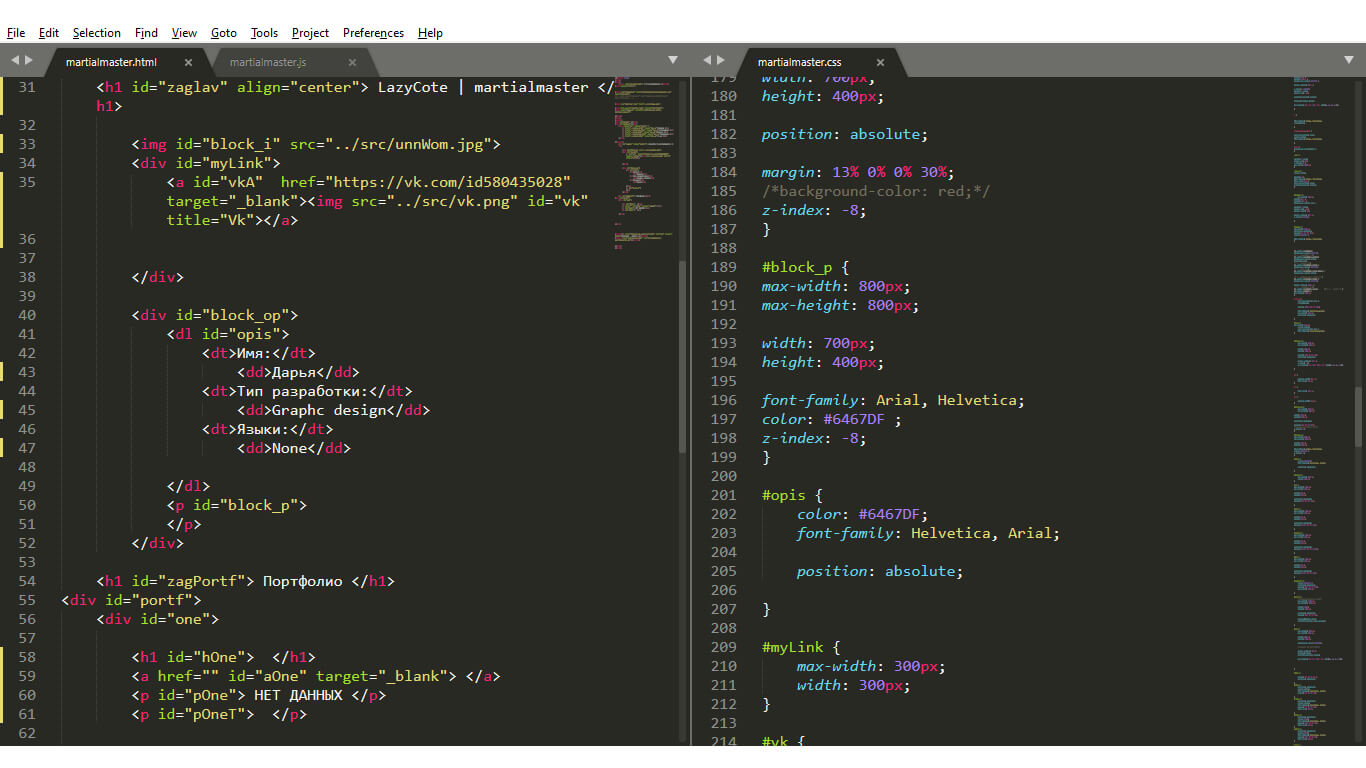 File Edit Selection Find View Goto Tools Project Preferences Help
martialmaster.html × martialmaster.js ×
31 <h1 id="zaglav" align="center"> LazyCote | martialmaster </
h1>
32
33 <img id="block_i" src="../src/unnWom.jpg">
34 <div id="myLink">
35 <a id="vkA"  href="https://vk.com/id580435028"
target="_blank"><img src="../src/vk.png" id="vk"
title="Vk"></a>
36
37
38 </div>
39
40 <div id="block_op">
41 <dl id="opis">
42 <dt>Имя:</dt>
43 <dd>Дарья</dd>
44 <dt>Тип разработки:</dt>
45 <dd>Graphc design</dd>
46 <dt>Языки:</dt>
47 <dd>None</dd>
48
49 </dl>
50 <p id="block_p">
51 </p>
52 </div>
53
54 <h1 id="zagPortf"> Портфолио </h1>
55 <div id="portf">
56 <div id="one">
57
58 <h1 id="hOne">  </h1>
59 <a href="" id="aOne" target="_blank"> </a>
60 <p id="pOne"> НЕТ ДАННЫХ </p>
61 <p id="pOneT">  </p>
62
martialmaster.css ×
179 width: 700px;
180 height: 400px;
181
182 position: absolute;
183
184 margin: 13% 0% 0% 30%;
185 /*background-color: red;*/
186 z-index: -8;
187 }
188
189 #block_p {
190 max-width: 800px;
191 max-height: 800px;
192
193 width: 700px;
194 height: 400px;
195
196 font-family: Arial, Helvetica;
197 color: #6467DF ;
198 z-index: -8;
199 }
200
201 #opis {
202 color: #6467DF;
203 font-family: Helvetica, Arial;
204
205 position: absolute;
206
207 }
208
209 #myLink {
210 max-width: 300px;
211 width: 300px;
212 }
213
214 #vk {